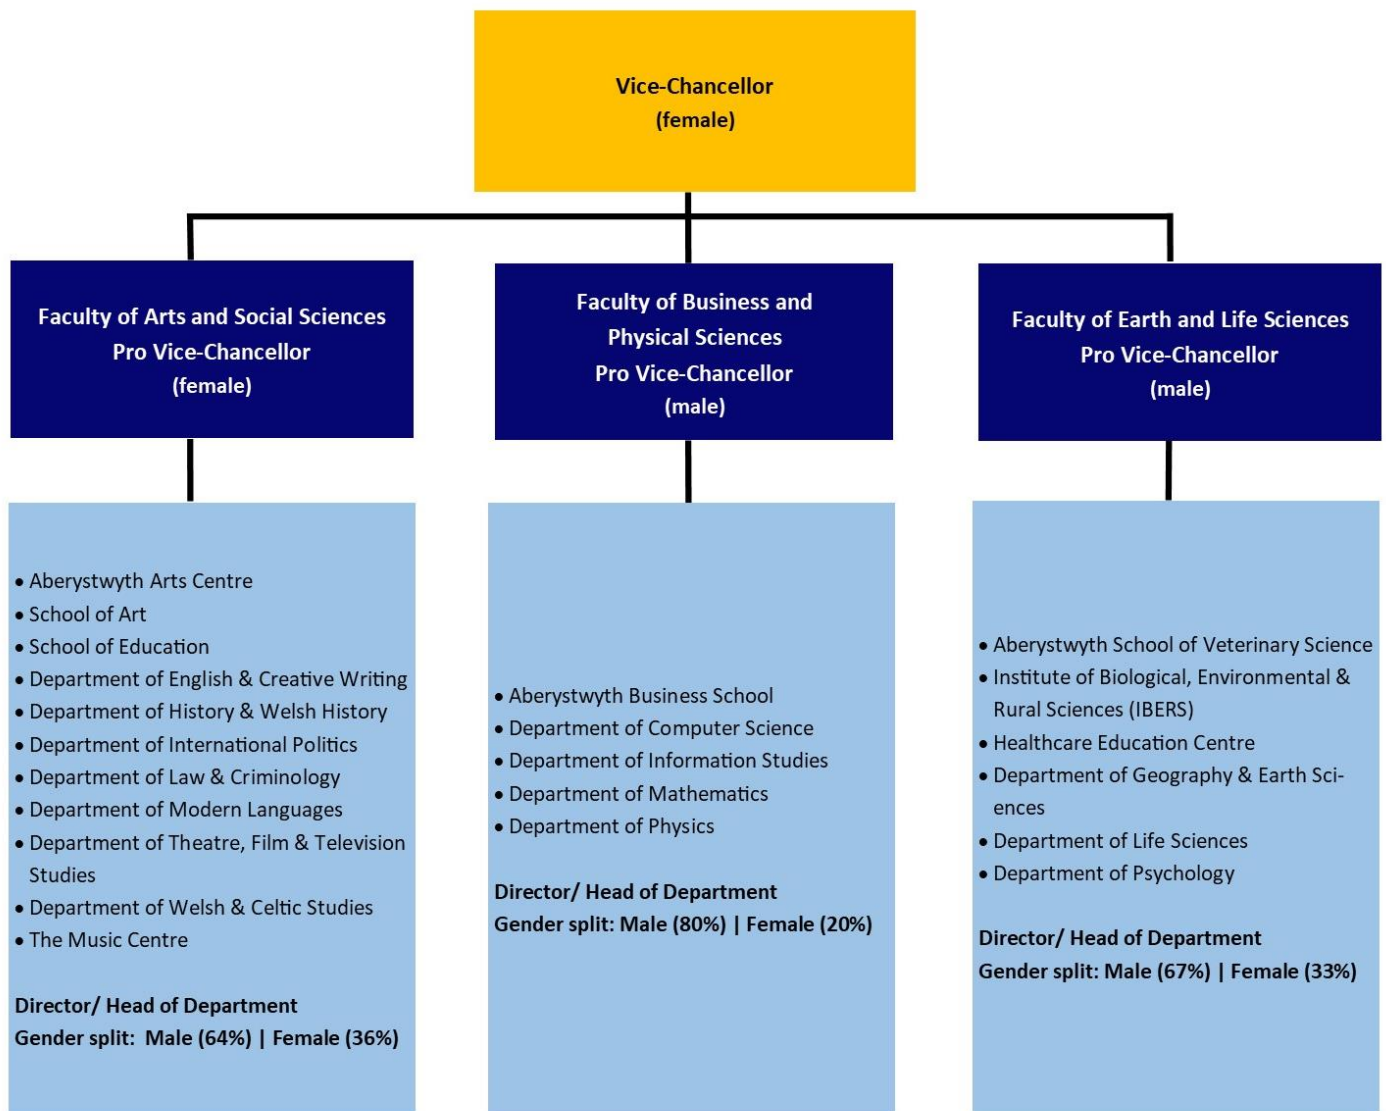 Vice-Chancellor
(female)
Faculty of Arts and Social Sciences
Pro Vice-Chancellor
(female)
Faculty of Business and
Physical Sciences
Pro Vice-Chancellor
(male)
Faculty of Earth and Life Sciences
Pro Vice-Chancellor
(male)
• Aberystwyth Arts Centre
• School of Art
• School of Education
• Department of English & Creative Writing
• Department of History & Welsh History
• Department of International Politics
• Department of Law & Criminology
• Department of Modern Languages
• Department of Theatre, Film & Television
Studies
• Department of Welsh & Celtic Studies
• The Music Centre
Director/ Head of Department
Gender split:  Male (64%) | Female (36%)
• Aberystwyth Business School
• Department of Computer Science
• Department of Information Studies
• Department of Mathematics
• Department of Physics
Director/ Head of Department
Gender split: Male (80%) | Female (20%)
• Aberystwyth School of Veterinary Science
• Institute of Biological, Environmental &
Rural Sciences (IBERS)
• Healthcare Education Centre
• Department of Geography & Earth Sci-
ences
• Department of Life Sciences
• Department of Psychology
Director/ Head of Department
Gender split: Male (67%) | Female (33%)